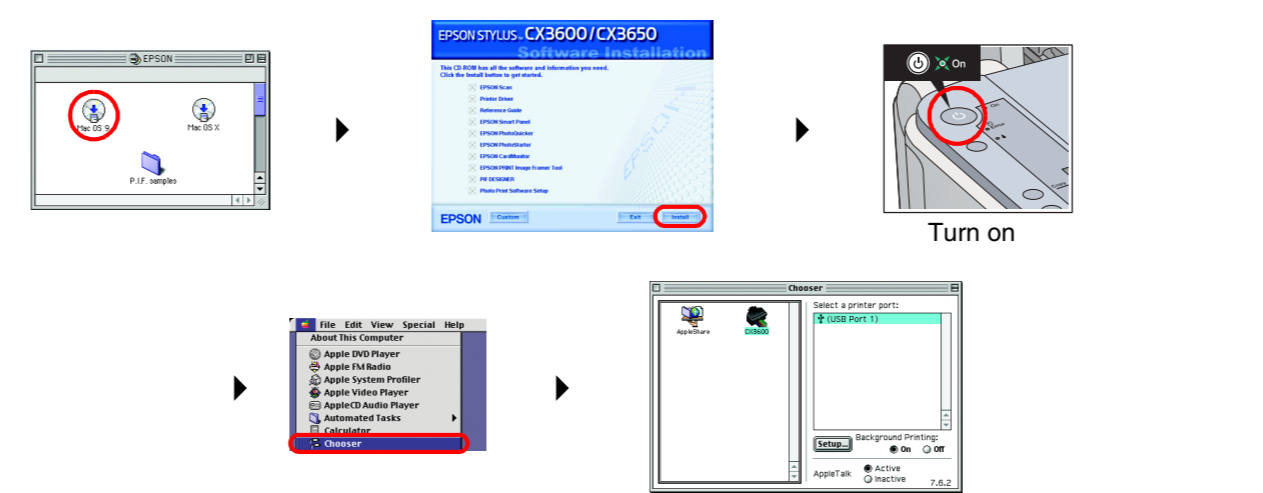 EPSON
Mac OS 9
Mac OS X
P.I.F. samples
EPSON STYLUS CX3600/CX3650
Software Installation
This CD-ROM has all the software and information you need.
Click the Install button to get started.
EPSON Scan
Printer Driver
Reference Guide
EPSON Smart Panel
EPSON PhotoQuicker
EPSON PhotoStarter
EPSON CardMonitor
EPSON PRINT Image Framer Tool
PIF DESIGNER
Photo Print Software Setup
EPSON
Custom
Exit
Install
EPSON
On
On
Copy
Turn on
File Edit View Special Help
About This Computer
Apple DVD Player
Apple FM Radio
Apple System Profiler
Apple Video Player
AppleCD Audio Player
Automated Tasks
Calculator
Chooser
Chooser
AppleShare
CX3600
Select a printer port:
(USB Port 1)
Setup...
Background Printing:
On Off
AppleTalk
Active
Inactive
7.6.2